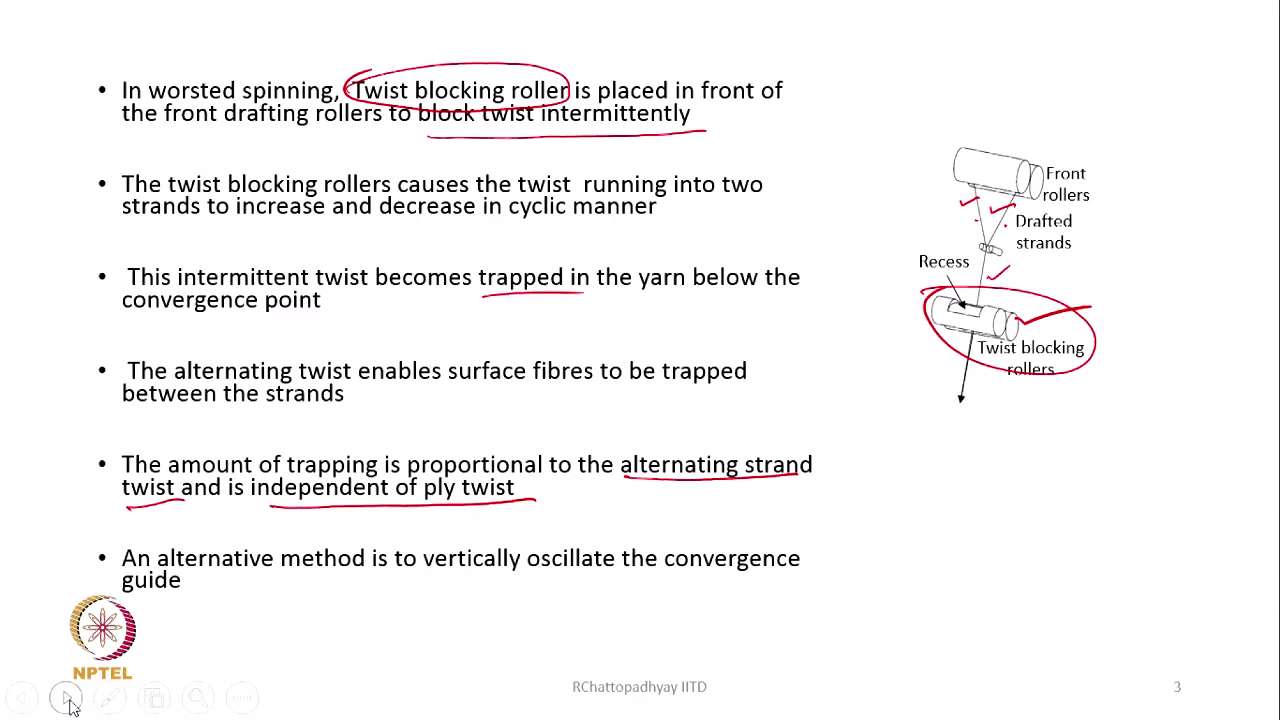 • In worsted spinning, Twist blocking roller is placed in front of
the front drafting rollers to block twist intermittently
• The twist blocking rollers causes the twist running into two
strands to increase and decrease in cyclic manner
• This intermittent twist becomes trapped in the yarn below the
convergence point
• The alternating twist enables surface fibres to be trapped
between the strands
• The amount of trapping is proportional to the alternating strand
twist and is independent of ply twist
• An alternative method is to vertically oscillate the convergence
guide
Front
rollers
Drafted
strands
Recess
Twist blocking
rollers
NPTEL
RChattopadhyay IITD
3